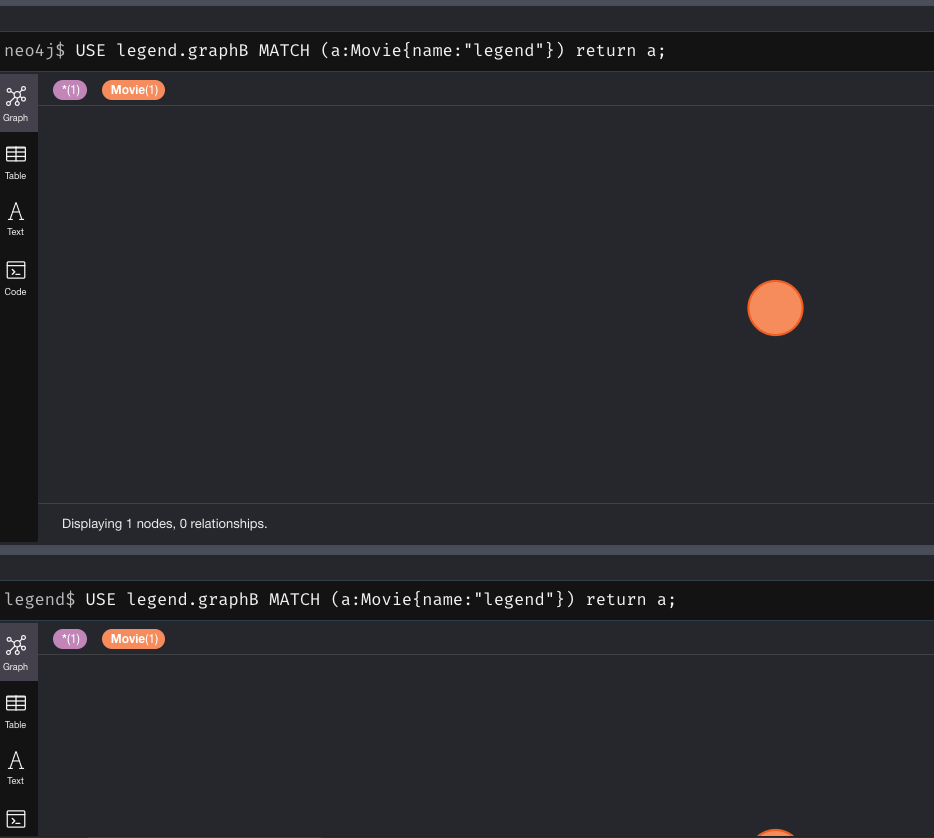 neo4j$ USE legend.graphB MATCH (a:Movie{name:"legend"}) return a;
*(1) Movie(1)
Graph
Table
Text
Code
Displaying 1 nodes, 0 relationships.
legend$ USE legend.graphB MATCH (a:Movie{name:"legend"}) return a;
*(1) Movie(1)
Graph
Table
Text